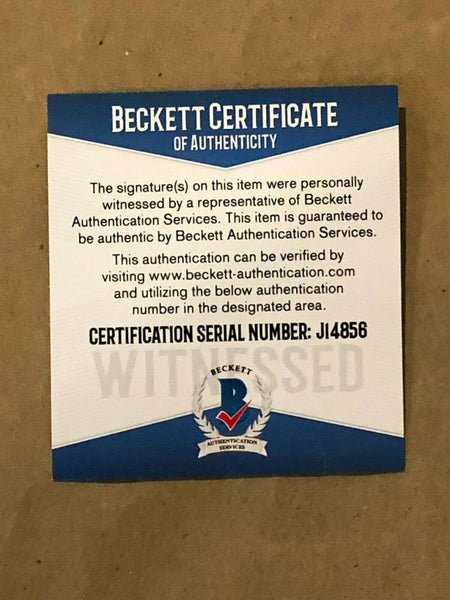 BECKETT CERTIFICATE
OF AUTHENTICITY
The signature(s) on this item were personally
witnessed by a representative of Beckett
Authentication Services. This item is guaranteed to
be authentic by Beckett Authentication Services.
This authentication can be verified by
visiting www.beckett-authentication.com
and utilizing the below authentication
number in the designated area.
CERTIFICATION SERIAL NUMBER: J14856
WITNESSED
BECKETT
B
AUTHENTICATION
SERVICES